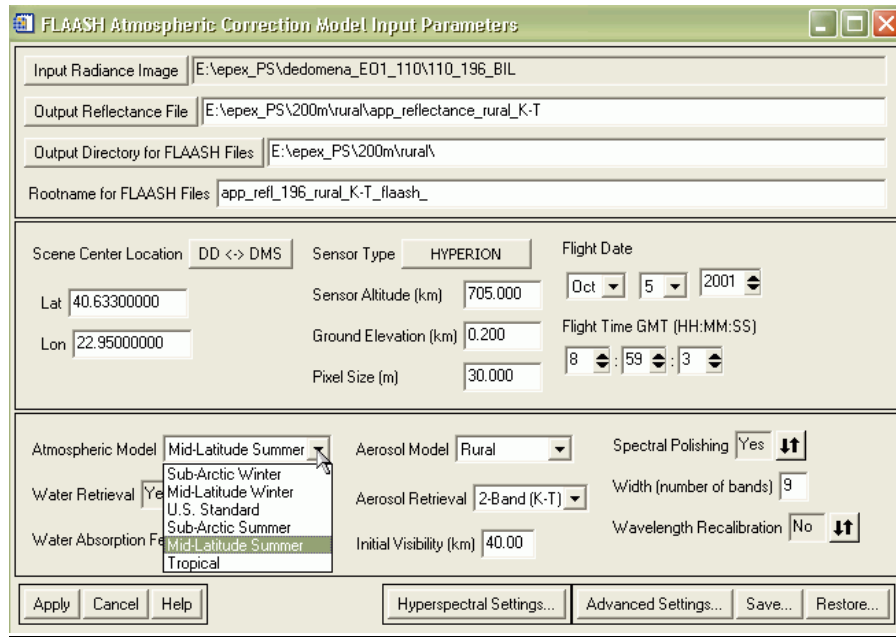 FLAASH Atmospheric Correction Model Input Parameters
Input Radiance Image E:\epex_PS\dedomena_EO1_110\110_196_BIL
Output Reflectance File E:\epex_PS\200m\rural\app_reflectance_rural_K-T
Output Directory for FLAASH Files E:\epex_PS\200m\rural\
Rootname for FLAASH Files app_refl_196_rural_K-T_flaash_
Scene Center Location DD <-> DMS
Lat 40.63300000
Lon 22.95000000
Sensor Type HYPERION
Sensor Altitude (km) 705.000
Ground Elevation (km) 0.200
Pixel Size (m) 30.000
Flight Date
Oct 5 2001
Flight Time GMT (HH:MM:SS)
8 : 59 : 3
Atmospheric Model Mid-Latitude Summer
Sub-Arctic Winter
Mid-Latitude Winter
U.S. Standard
Sub-Arctic Summer
Mid-Latitude Summer
Tropical
Water Retrieval Ye
Water Absorption Fe
Aerosol Model Rural
Aerosol Retrieval 2-Band (K-T)
Initial Visibility (km) 40.00
Spectral Polishing Yes
Width (number of bands) 9
Wavelength Recalibration No
Apply Cancel Help Hyperspectral Settings... Advanced Settings... Save... Restore...